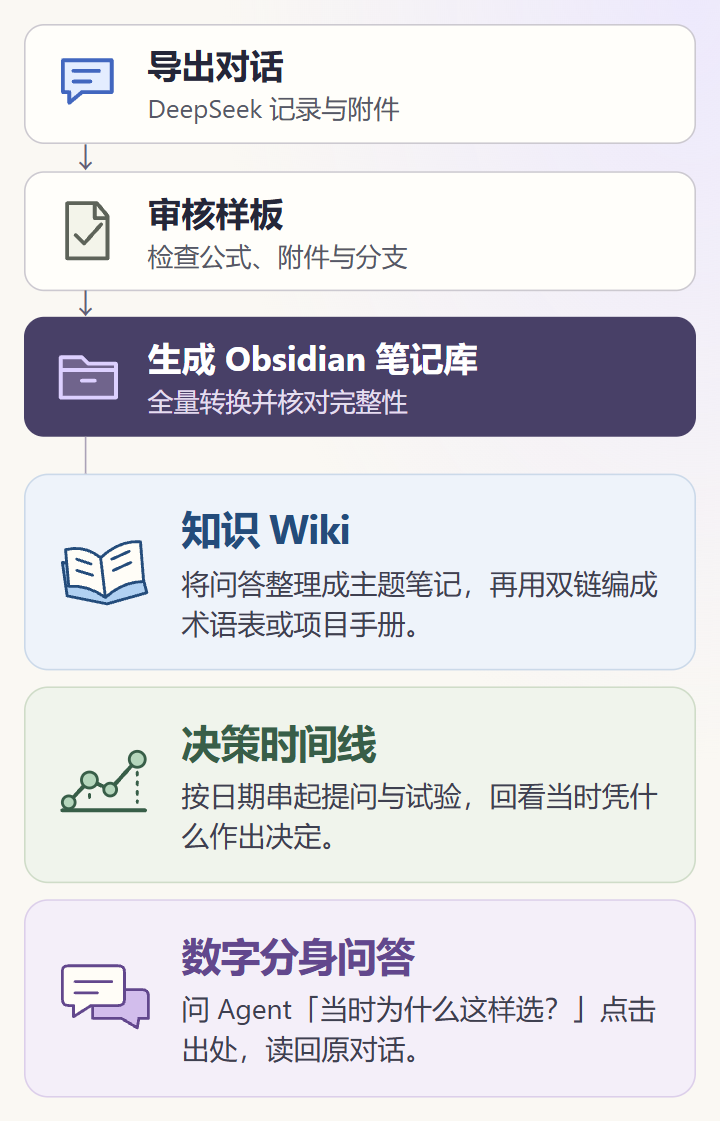 导出对话
DeepSeek 记录与附件
审核样板
检查公式、附件与分支
生成 Obsidian 笔记库
全量转换并核对完整性
知识 Wiki
将问答整理成主题笔记，再用双链编成
术语表或项目手册。
决策时间线
按日期串起提问与试验，回看当时凭什
么作出决定。
数字分身问答
问 Agent「当时为什么这样选？」点击
出处，读回原对话。